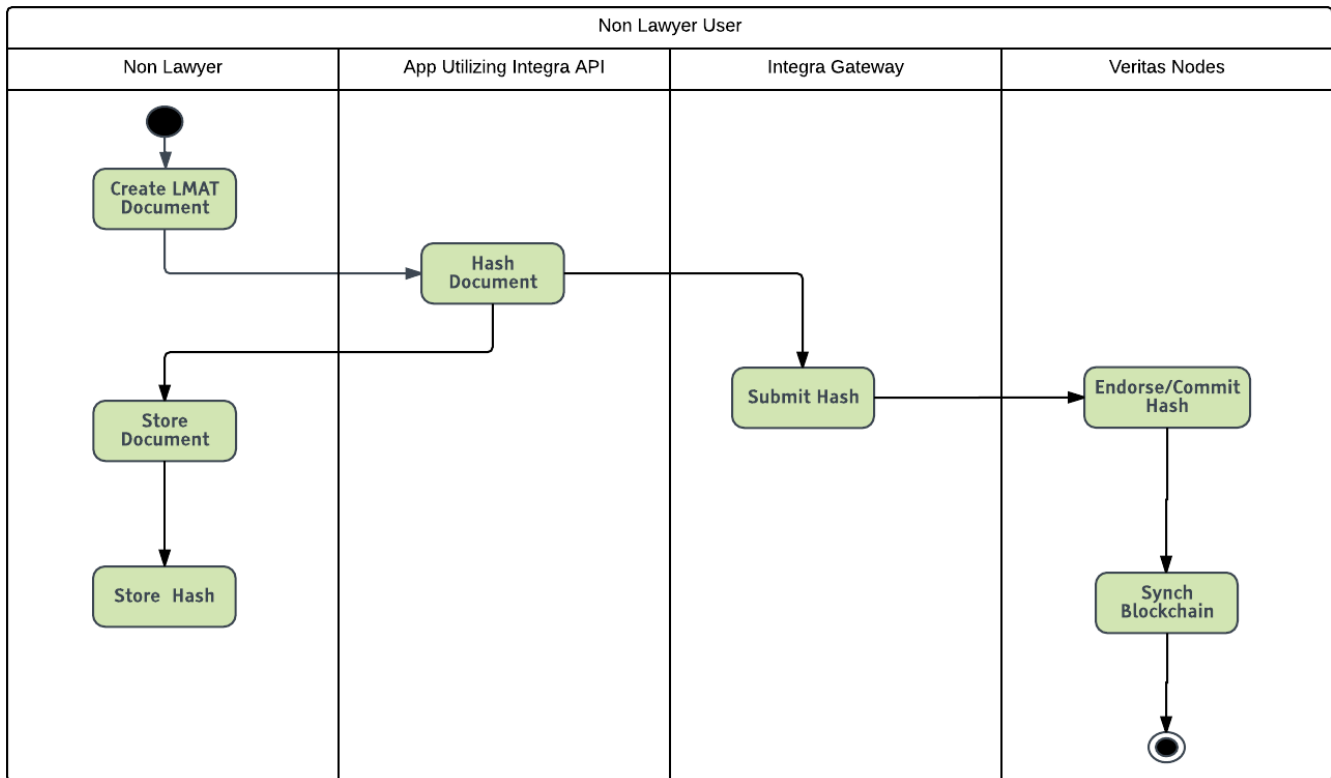 Non Lawyer User
Non Lawyer
App Utilizing Integra API
Integra Gateway
Veritas Nodes
Create LMAT
Document
Hash
Document
Store
Document
Submit Hash
Endorse/Commit
Hash
Store Hash
Synch
Blockchain